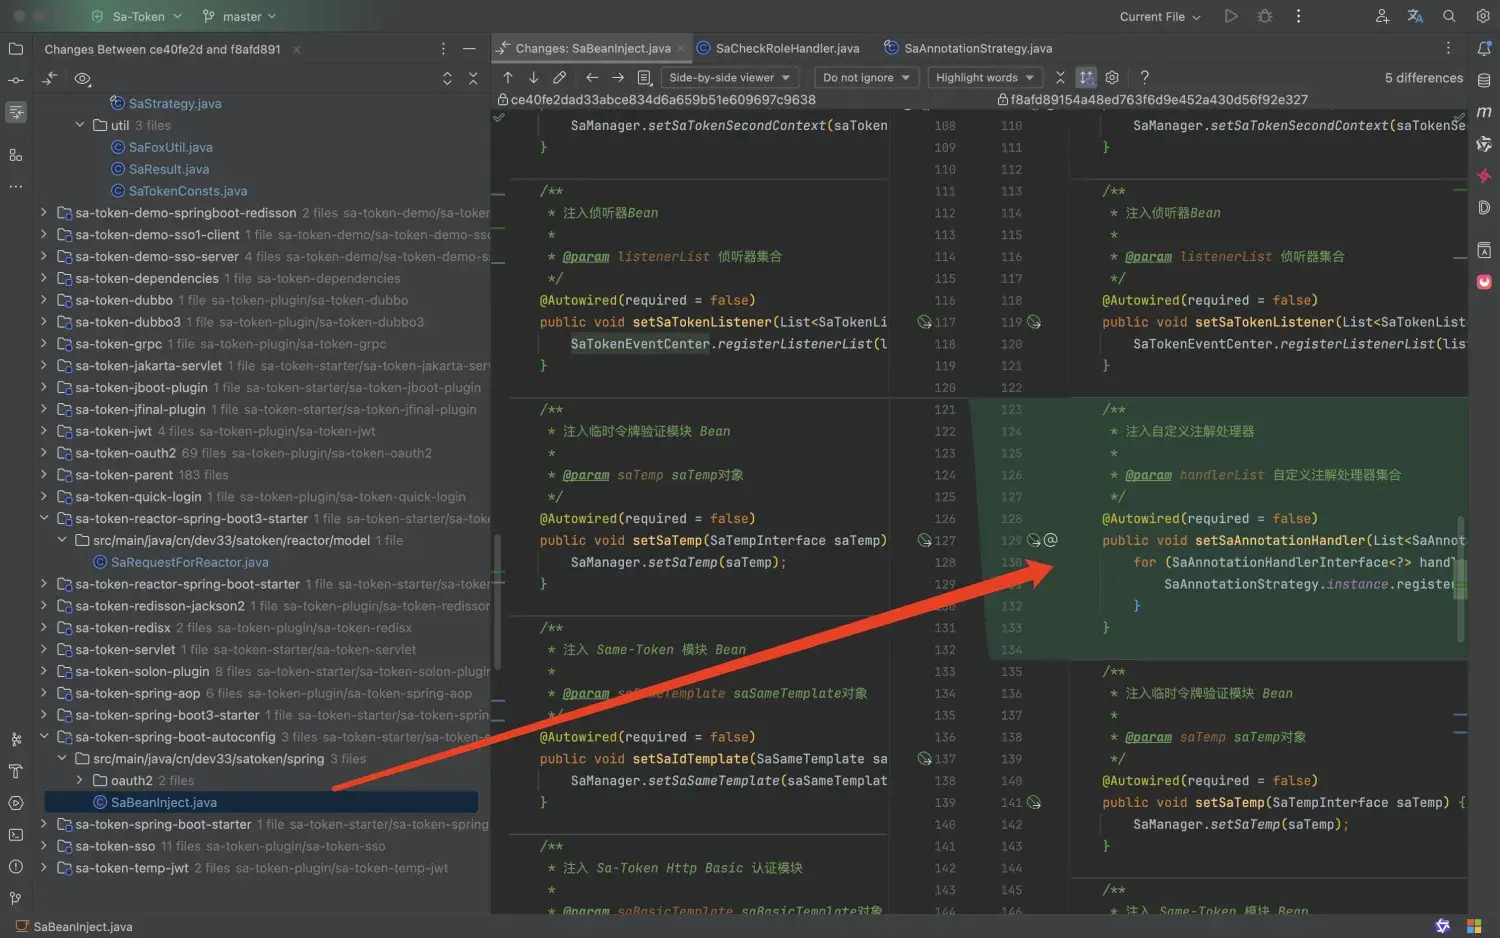 Sa-Token
master
Current File
Changes Between ce40fe2d and f8afd891
Changes: SaBeanInject.java
SaCheckRoleHandler.java
SaAnnotationStrategy.java
Side-by-side viewer
Do not ignore
Highlight words
?
5 differences
ce40fe2dad33abce834d6a659b51e609697c9638
f8afd89154a48ed763f6d9e452a430d56f92e327
SaStrategy.java
util 3 files
SaFoxUtil.java
SaResult.java
SaTokenConsts.java
sa-token-demo-springboot-redisson 2 files sa-token-demo/sa-token
sa-token-demo-sso1-client 1 file sa-token-demo/sa-token-demo-sso
sa-token-demo-sso-server 4 files sa-token-demo/sa-token-demo-s
sa-token-dependencies 1 file sa-token-dependencies
sa-token-dubbo 1 file sa-token-plugin/sa-token-dubbo
sa-token-dubbo3 1 file sa-token-plugin/sa-token-dubbo3
sa-token-grpc 1 file sa-token-plugin/sa-token-grpc
sa-token-jakarta-servlet 1 file sa-token-starter/sa-token-jakarta-ser
sa-token-jboot-plugin 1 file sa-token-starter/sa-token-jboot-plugin
sa-token-jfinal-plugin 1 file sa-token-starter/sa-token-jfinal-plugin
sa-token-jwt 4 files sa-token-plugin/sa-token-jwt
sa-token-oauth2 69 files sa-token-plugin/sa-token-oauth2
sa-token-parent 183 files
sa-token-quick-login 1 file sa-token-plugin/sa-token-quick-login
sa-token-reactor-spring-boot3-starter 1 file sa-token-starter/sa-toke
src/main/java/cn/dev33/satoken/reactor/model 1 file
SaRequestForReactor.java
sa-token-reactor-spring-boot-starter 1 file sa-token-starter/sa-toke
sa-token-redisson-jackson2 1 file sa-token-plugin/sa-token-redisson
sa-token-redisx 2 files sa-token-plugin/sa-token-redisx
sa-token-servlet 1 file sa-token-starter/sa-token-servlet
sa-token-solon-plugin 8 files sa-token-starter/sa-token-solon-plugin
sa-token-spring-aop 6 files sa-token-plugin/sa-token-spring-aop
sa-token-spring-boot3-starter 1 file sa-token-starter/sa-token-sprin
sa-token-spring-boot-autoconfig 3 files sa-token-starter/sa-token-s
src/main/java/cn/dev33/satoken/spring 3 files
oauth2 2 files
SaBeanInject.java
sa-token-spring-boot-starter 1 file sa-token-starter/sa-token-spring
sa-token-sso 11 files sa-token-plugin/sa-token-sso
sa-token-temp-jwt 2 files sa-token-plugin/sa-token-temp-jwt
SaManager.setSaTokenSecondContext(saToken 108
} 109
110
/** 111
* 注入侦听器Bean 112
* 113
* @param listenerList 侦听器集合 114
*/ 115
@Autowired(required = false) 116
public void setSaTokenListener(List<SaTokenLi 117
SaTokenEventCenter.registerListenerList(l 118
} 119
120
/** 121
* 注入临时令牌验证模块 Bean 122
* 123
* @param saTemp saTemp对象 124
*/ 125
@Autowired(required = false) 126
public void setSaTemp(SaTempInterface saTemp) 127
SaManager.setSaTemp(saTemp); 128
} 129
130
/** 131
* 注入 Same-Token 模块 Bean 132
* 133
* @param saSameTemplate saSameTemplate对象 134
*/ 135
@Autowired(required = false) 136
public void setSaIdTemplate(SaSameTemplate sa 137
SaManager.setSaSameTemplate(saSameTemplat 138
} 139
140
/** 141
* 注入 Sa-Token Http Basic 认证模块 142
* 143
* @param saBasicTemplate saBasicTemplate对象 144
110 SaManager.setSaTokenSecondContext(saTokenSe
111 }
112
113 /**
114 * 注入侦听器Bean
115 *
116 * @param listenerList 侦听器集合
117 */
118 @Autowired(required = false)
119 public void setSaTokenListener(List<SaTokenList
120 SaTokenEventCenter.registerListenerList(lis
121 }
122
123 /**
124 * 注入自定义注解处理器
125 *
126 * @param handlerList 自定义注解处理器集合
127 */
128 @Autowired(required = false)
129 @ public void setSaAnnotationHandler(List<SaAnnot
130 for (SaAnnotationHandlerInterface<?> handl
SaAnnotationStrategy.instance.register
132 }
133 }
134
135 /**
136 * 注入临时令牌验证模块 Bean
137 *
138 * @param saTemp saTemp对象
139 */
140 @Autowired(required = false)
141 public void setSaTemp(SaTempInterface saTemp) {
142 SaManager.setSaTemp(saTemp);
143 }
144
145 /**
146 * 注入 Same-Token 模块 Bean
SaBeanInject.java